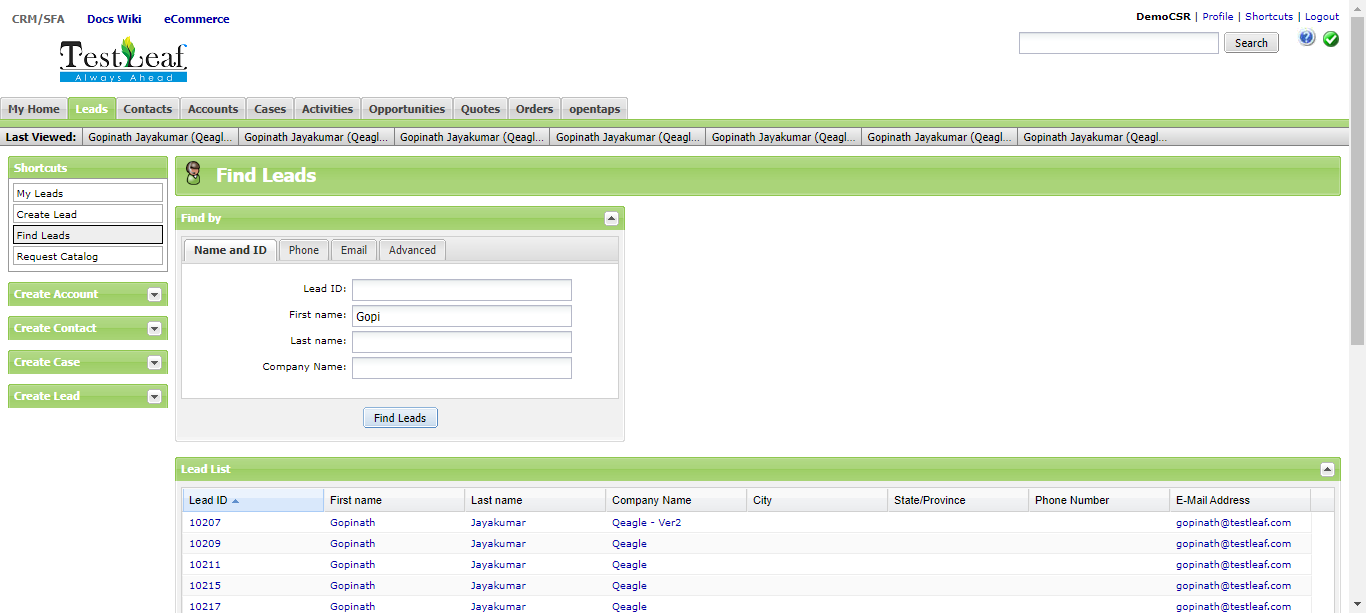 CRM/SFA Docs Wiki eCommerce
DemoCSR | Profile | Shortcuts | Logout
Search
TestLeaf
Always Ahead
My Home Leads Contacts Accounts Cases Activities Opportunities Quotes Orders opentaps
Last Viewed: Gopinath Jayakumar (Qeagl... Gopinath Jayakumar (Qeagl... Gopinath Jayakumar (Qeagl... Gopinath Jayakumar (Qeagl... Gopinath Jayakumar (Qeagl... Gopinath Jayakumar (Qeagl... Gopinath Jayakumar (Qeagl...
Shortcuts
My Leads
Create Lead
Find Leads
Request Catalog
Create Account
Create Contact
Create Case
Create Lead
Find Leads
Find by
Name and ID Phone Email Advanced
Lead ID:
First name: Gopi
Last name:
Company Name:
Find Leads
Lead List
Lead ID First name Last name Company Name City State/Province Phone Number E-Mail Address
10207 Gopinath Jayakumar Qeagle - Ver2 gopinath@testleaf.com
10209 Gopinath Jayakumar Qeagle gopinath@testleaf.com
10211 Gopinath Jayakumar Qeagle gopinath@testleaf.com
10215 Gopinath Jayakumar Qeagle gopinath@testleaf.com
10217 Gopinath Jayakumar Qeagle gopinath@testleaf.com